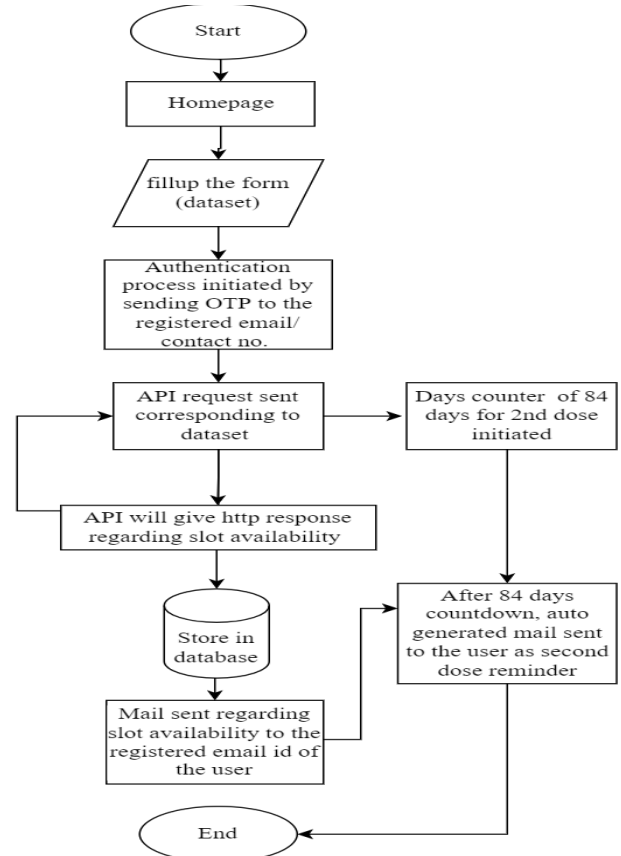 Start
Homepage
fillup the form
(dataset)
Authentication
process initiated by
sending OTP to the
registered email/
contact no.
API request sent
corresponding to
dataset
Days counter of 84
days for 2nd dose
initiated
API will give http response
regarding slot availability
Store in
database
After 84 days
countdown, auto
generated mail sent
to the user as second
dose reminder
Mail sent regarding
slot availability to the
registered email id of
the user
End